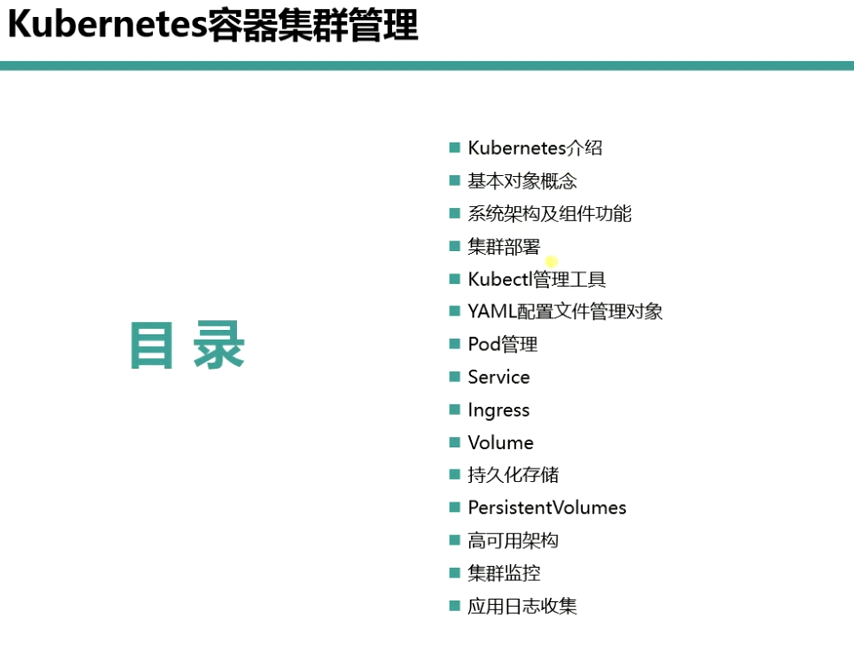 Kubernetes容器集群管理
目录
Kubernetes介绍
基本对象概念
系统架构及组件功能
集群部署
Kubectl管理工具
YAML配置文件管理对象
Pod管理
Service
Ingress
Volume
持久化存储
PersistentVolumes
高可用架构
集群监控
应用日志收集